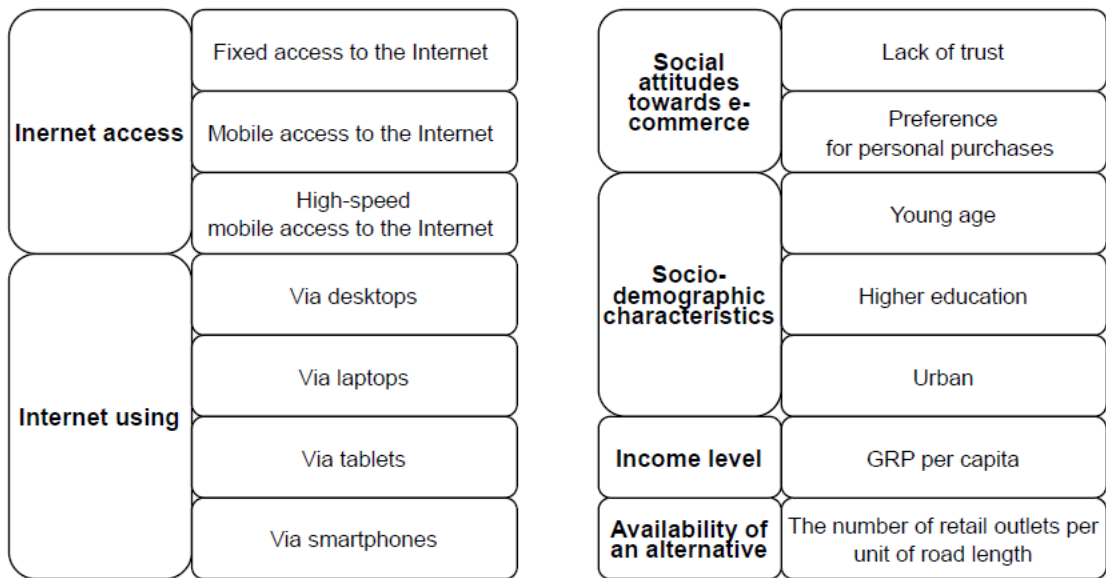 Inernet access
Fixed access to the Internet
Mobile access to the Internet
High-speed
mobile access to the Internet
Internet using
Via desktops
Via laptops
Via tablets
Via smartphones
Social
attitudes
towards e-
commerce
Lack of trust
Preference
for personal purchases
Socio-
demographic
characteristics
Young age
Higher education
Urban
Income level
GRP per capita
Availability of
an alternative
The number of retail outlets per
unit of road length